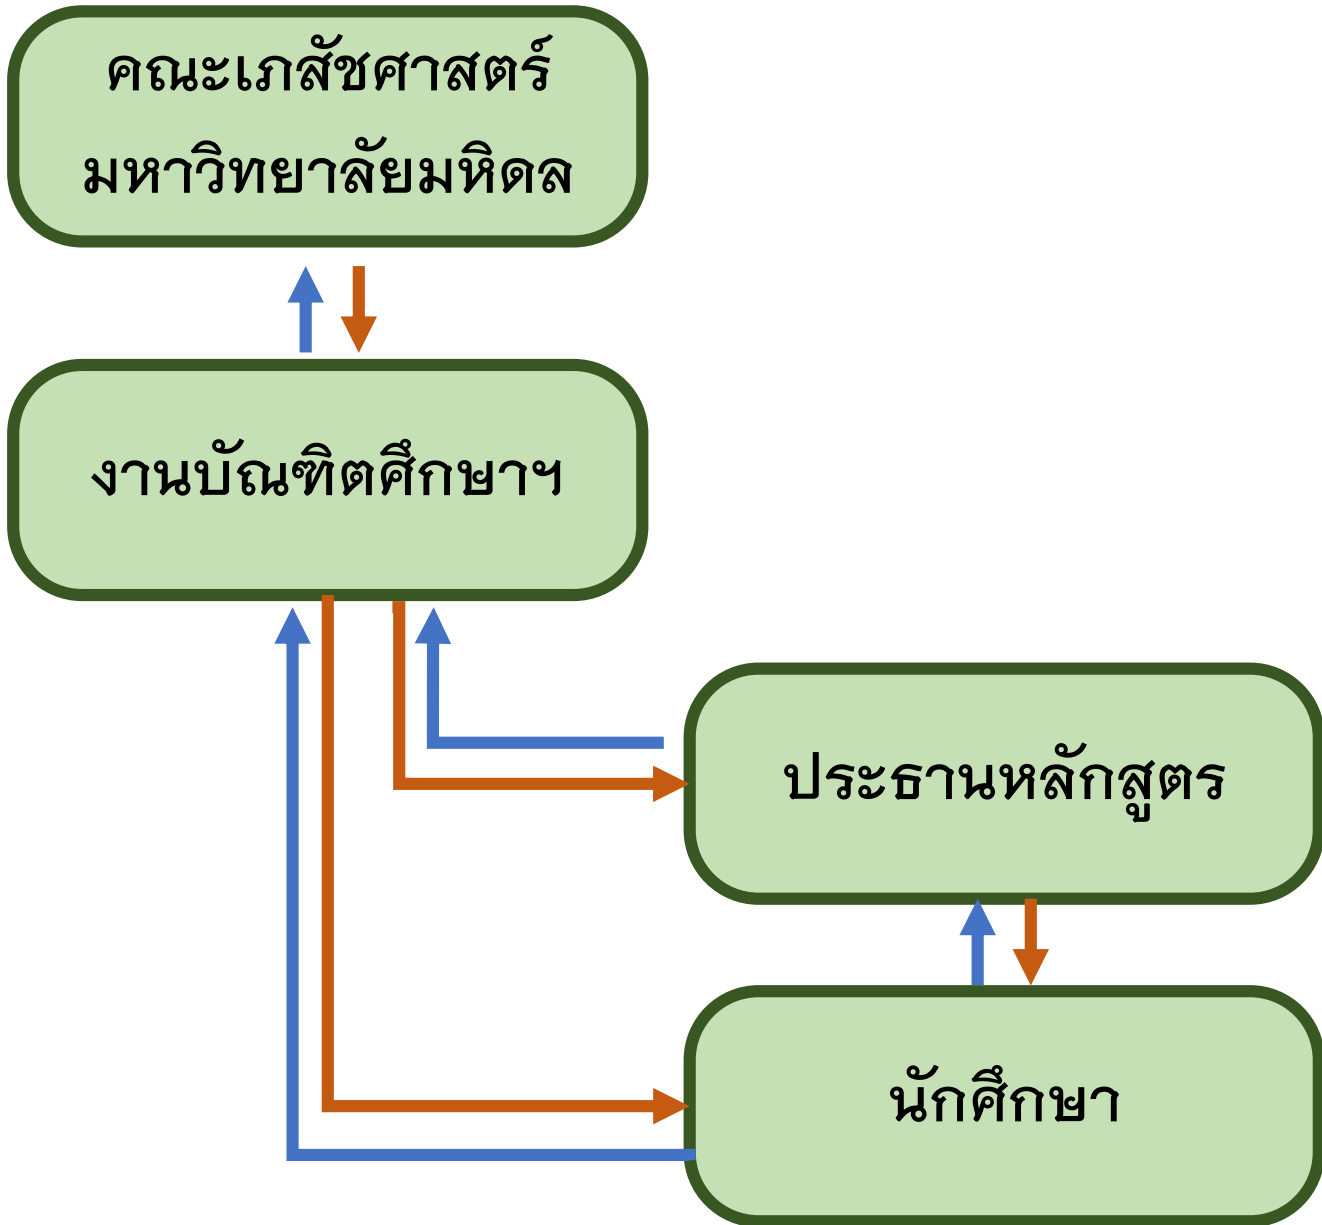 คณะเภสัชศาสตร์
มหาวิทยาลัยมหิดล
งานบัณฑิตศึกษาฯ
ประธานหลักสูตร
นักศึกษา